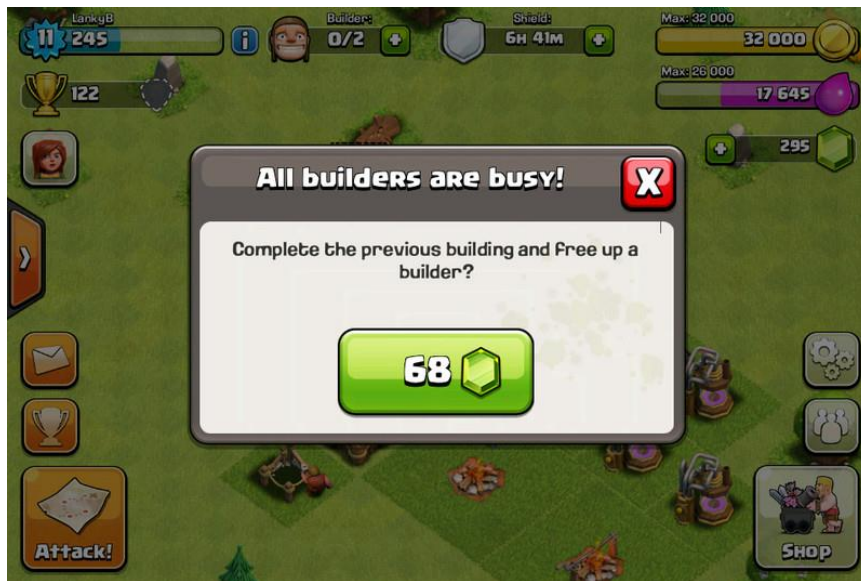 LankyB
11
245
i
Builder:
0/2
Shield:
6H 41M
Max: 32 000
32 000
Max: 26 000
17 645
122
295
All builders are busy!
X
Complete the previous building and free up a
builder?
68
Attack!
Shop